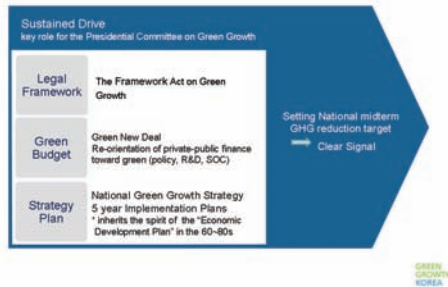 Sustained Drive
key role for the Presidential Committee on Green Growth
Legal
Framework
The Framework Act on Green
Growth
Green
Budget
Green New Deal
Re-orientation of private-public finance
toward green (policy, R&D, SOC)
Strategy
Plan
National Green Growth Strategy
5 year Implementation Plans
* inherits the spirit of the "Economic
Development Plan" in the 60~80s
Setting National midterm
GHG reduction target
Clear Signal
GREEN
GROWTH
KOREA